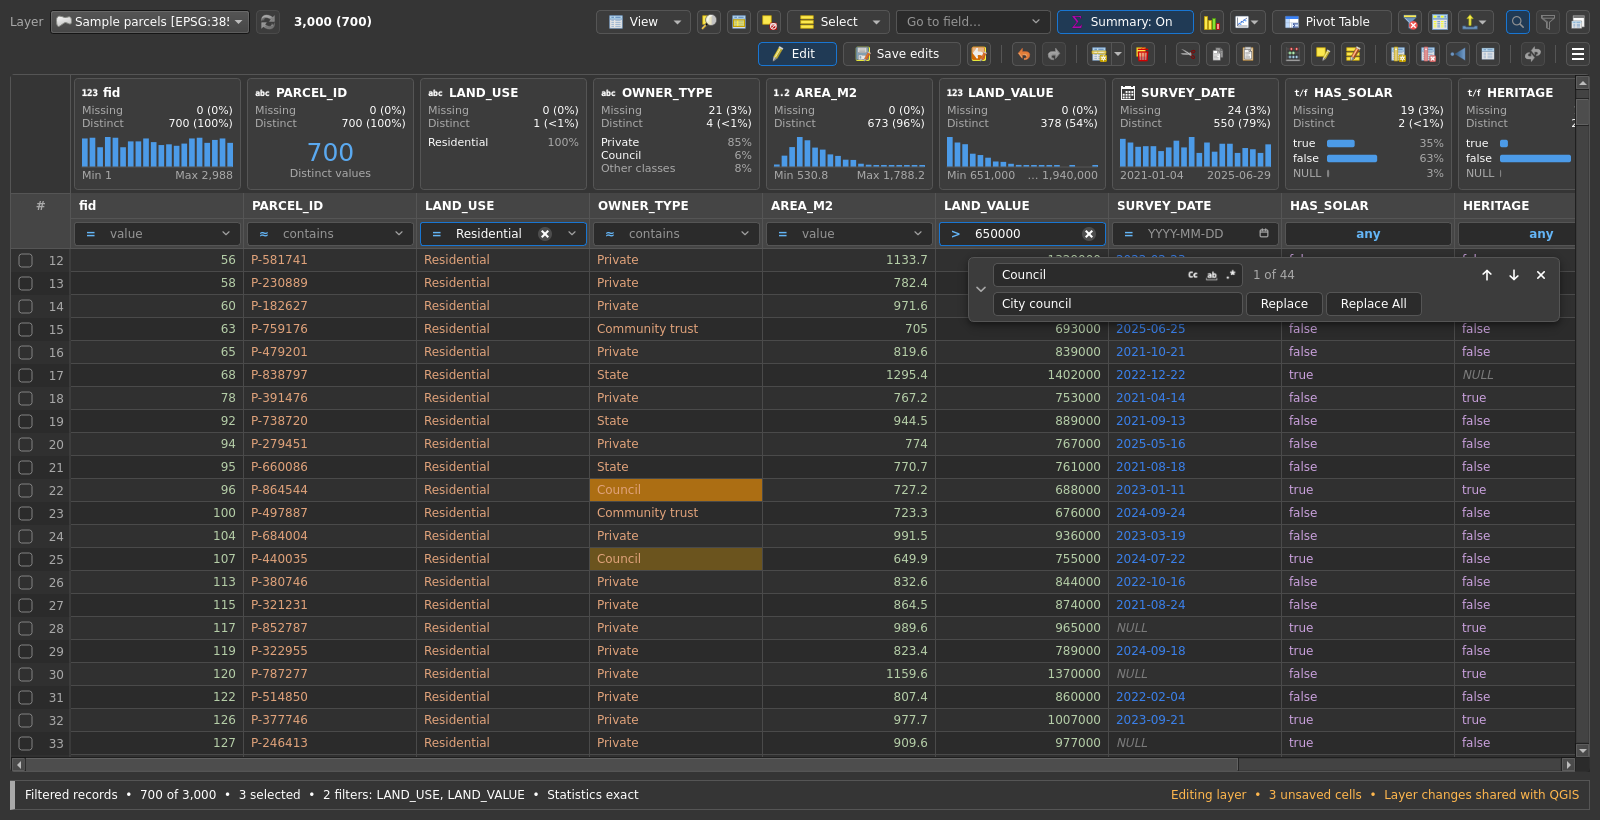 Layer Sample parcels [EPSG:385 3,000 (700) View Select Go to field... Σ Summary: On Pivot Table
Edit Save edits
123 fid
Missing 0 (0%)
Distinct 700 (100%)
Min 1 Max 2,988
abc PARCEL_ID
Missing 0 (0%)
Distinct 700 (100%)
700
Distinct values
abc LAND_USE
Missing 0 (0%)
Distinct 1 (<1%)
Residential 100%
abc OWNER_TYPE
Missing 21 (3%)
Distinct 4 (<1%)
Private 85%
Council 6%
Other classes 8%
1.2 AREA_M2
Missing 0 (0%)
Distinct 673 (96%)
Min 530.8 Max 1,788.2
123 LAND_VALUE
Missing 0 (0%)
Distinct 378 (54%)
Min 651,000 ... 1,940,000
SURVEY_DATE
Missing 24 (3%)
Distinct 550 (79%)
2021-01-04 2025-06-29
t/f HAS_SOLAR
Missing 19 (3%)
Distinct 2 (<1%)
true 35%
false 63%
NULL 3%
t/f HERITAGE
Missing
Distinct
true
false
NULL
# fid PARCEL_ID LAND_USE OWNER_TYPE AREA_M2 LAND_VALUE SURVEY_DATE HAS_SOLAR HERITAGE
= value ≈ contains = Residential ≈ contains = value > 650000 = YYYY-MM-DD any any
Council Cc ab .* 1 of 44
City council Replace Replace All
12 56 P-581741 Residential Private 1133.7
13 58 P-230889 Residential Private 782.4
14 60 P-182627 Residential Private 971.6
15 63 P-759176 Residential Community trust 705 693000 2025-06-25 false false
16 65 P-479201 Residential Private 819.6 839000 2021-10-21 false false
17 68 P-838797 Residential State 1295.4 1402000 2022-12-22 true NULL
18 78 P-391476 Residential Private 767.2 753000 2021-04-14 false true
19 92 P-738720 Residential State 944.5 889000 2021-09-13 false false
20 94 P-279451 Residential Private 774 767000 2025-05-16 false false
21 95 P-660086 Residential State 770.7 761000 2021-08-18 false false
22 96 P-864544 Residential Council 727.2 688000 2023-01-11 true true
23 100 P-497887 Residential Community trust 723.3 676000 2024-09-24 false false
24 104 P-684004 Residential Private 991.5 936000 2023-03-19 false false
25 107 P-440035 Residential Council 649.9 755000 2024-07-22 true false
26 113 P-380746 Residential Private 832.6 844000 2022-10-16 false false
27 115 P-321231 Residential Private 864.5 874000 2021-08-24 false false
28 117 P-852787 Residential Private 989.6 965000 NULL true true
29 119 P-322955 Residential Private 823.4 789000 2024-09-18 true false
30 120 P-787277 Residential Private 1159.6 1370000 NULL false true
31 122 P-514850 Residential Private 807.4 860000 2022-02-04 false false
32 126 P-377746 Residential Private 977.7 1007000 2023-09-21 true true
33 127 P-246413 Residential Private 909.6 977000 NULL true false
Filtered records • 700 of 3,000 • 3 selected • 2 filters: LAND_USE, LAND_VALUE • Statistics exact Editing layer • 3 unsaved cells • Layer changes shared with QGIS